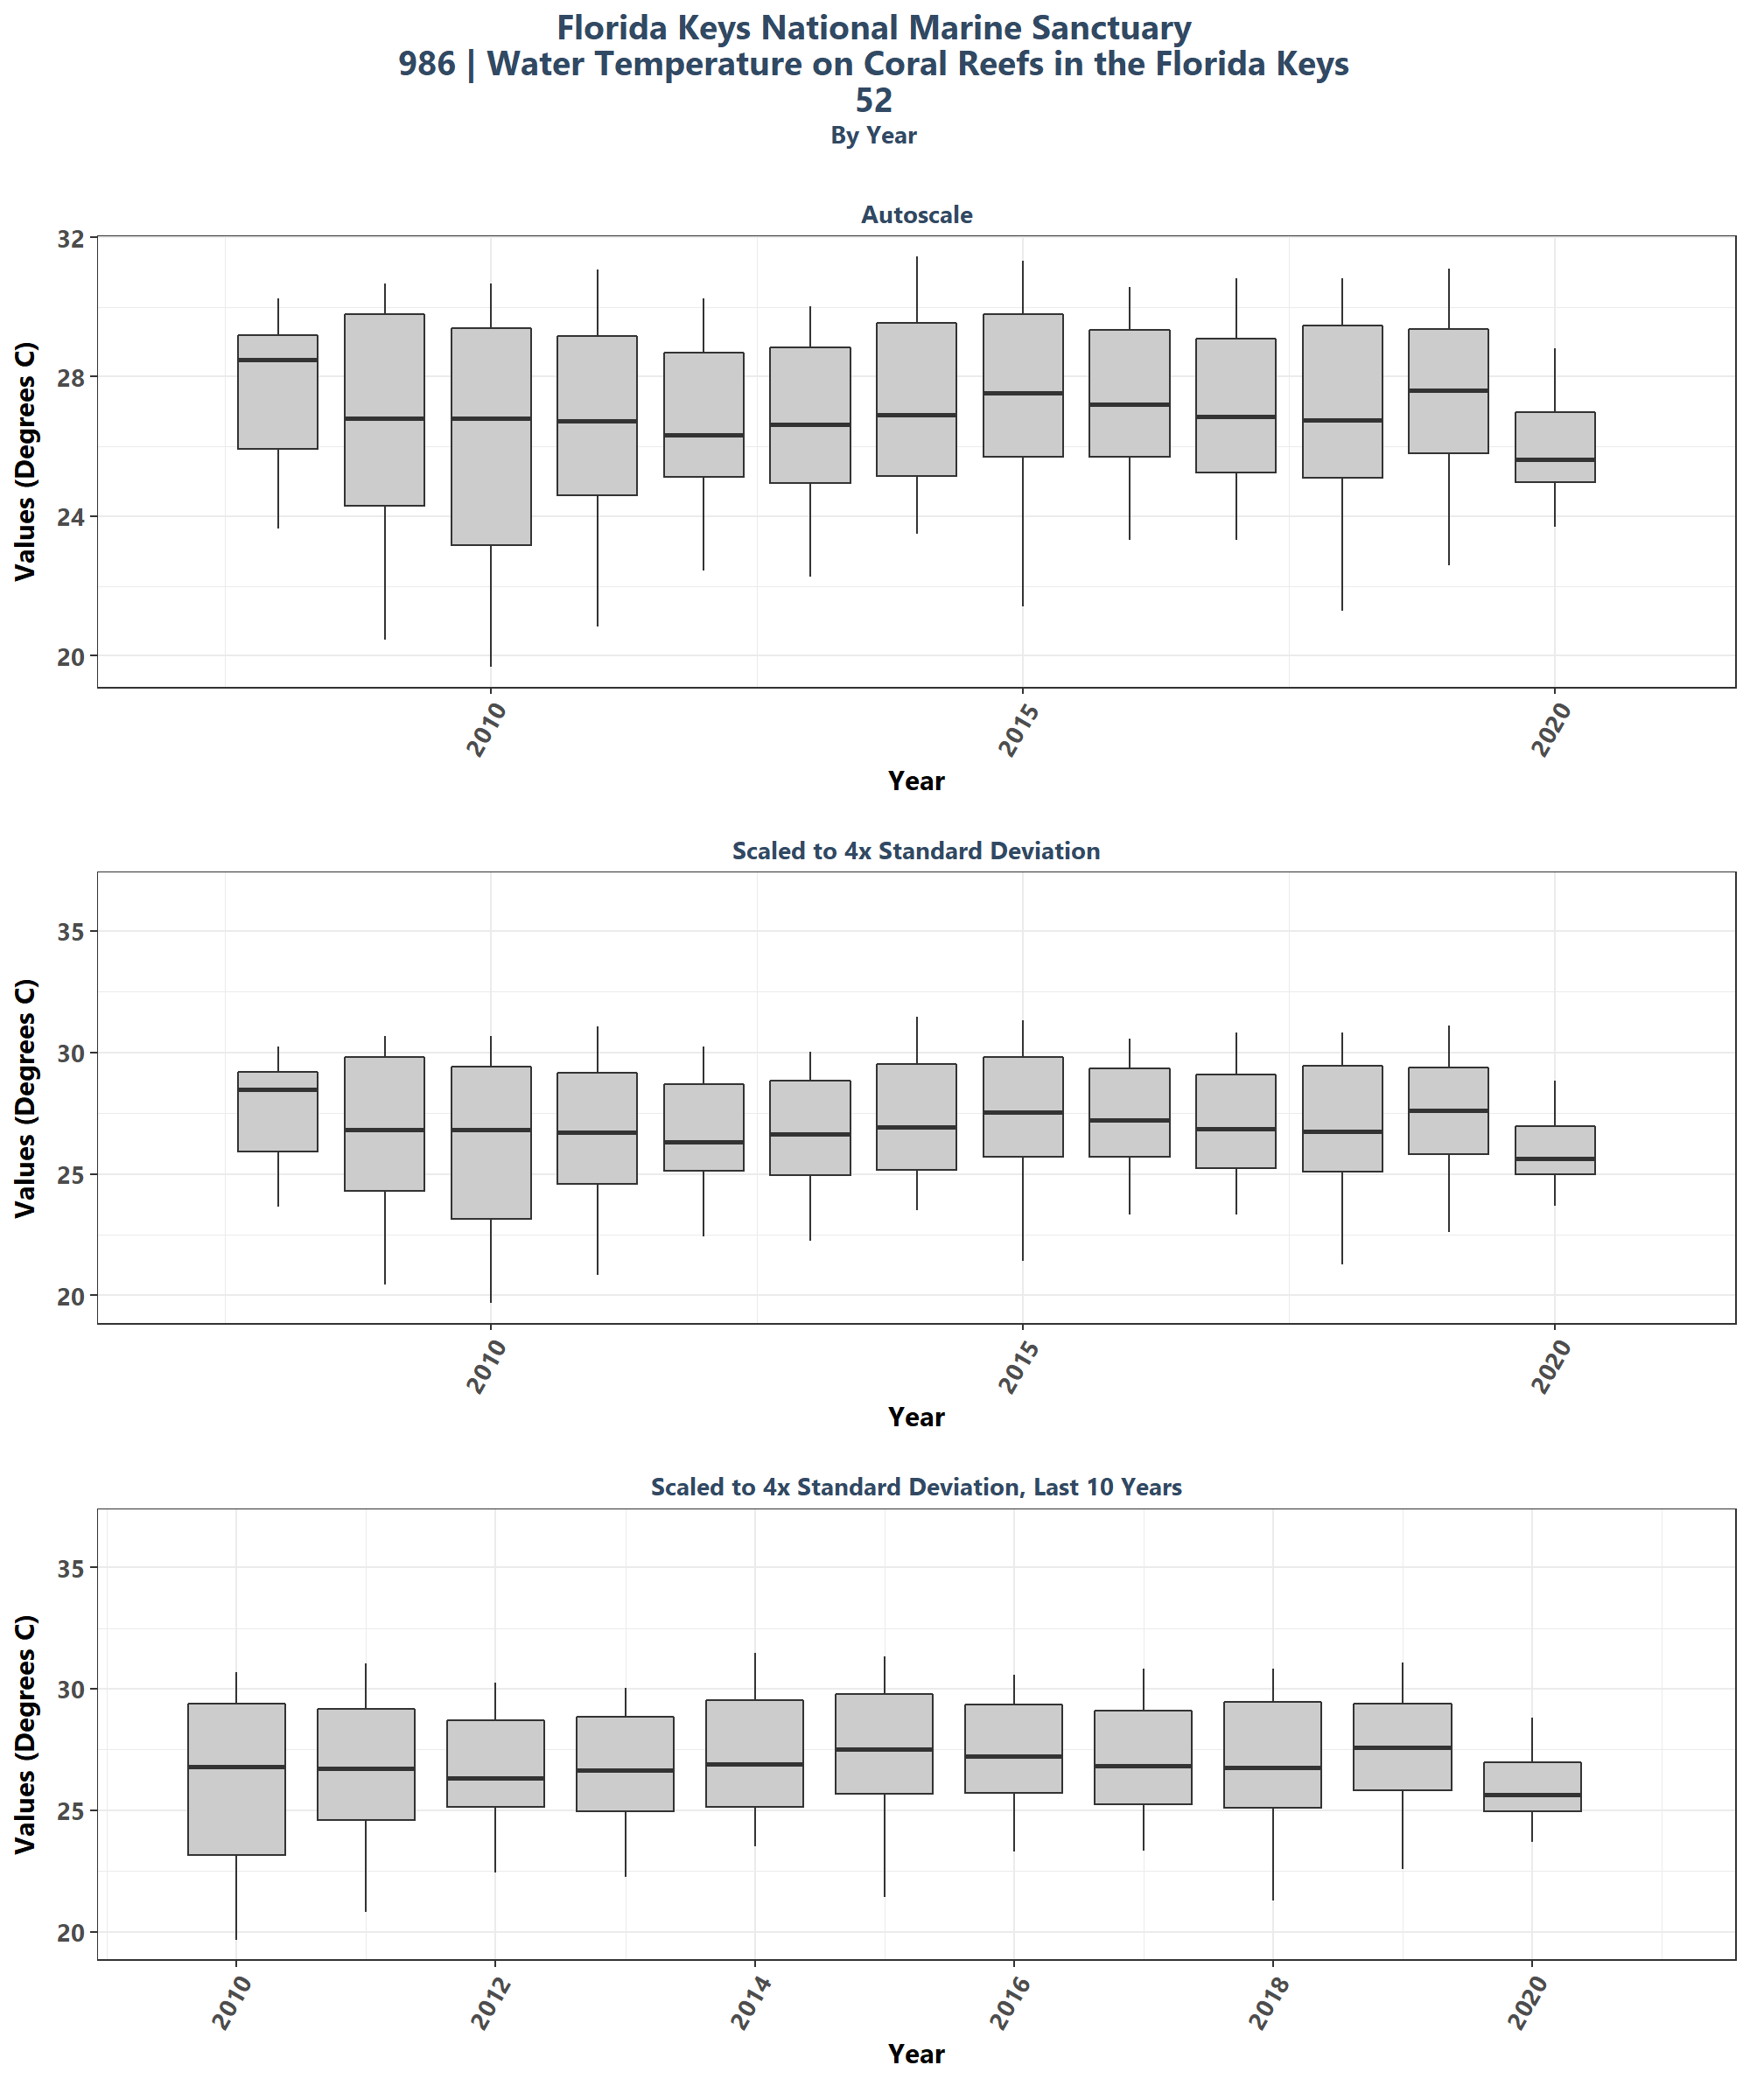 Florida Keys National Marine Sanctuary
986 | Water Temperature on Coral Reefs in the Florida Keys
52
By Year
Autoscale
Values (Degrees C)
32
28
24
20
2010
2015
2020
Year
Scaled to 4x Standard Deviation
Values (Degrees C)
35
30
25
20
2010
2015
2020
Year
Scaled to 4x Standard Deviation, Last 10 Years
Values (Degrees C)
35
30
25
20
2010
2012
2014
2016
2018
2020
Year